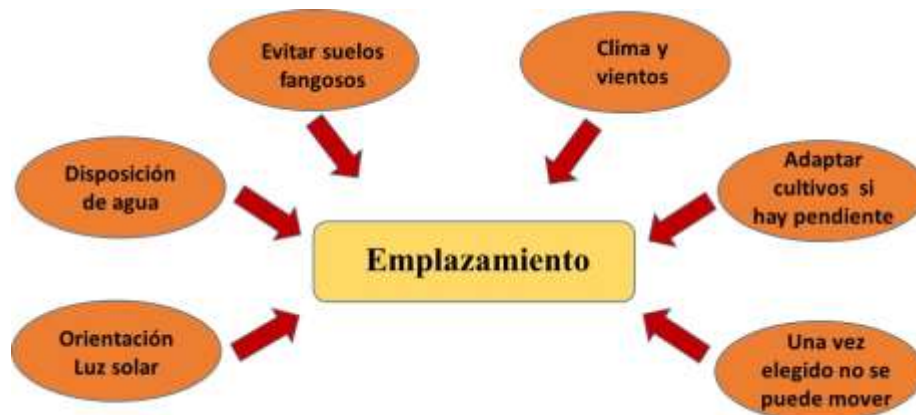 Evitar suelos
fangosos
Clima y
vientos
Disposición
de agua
Adaptar
cultivos si
hay pendiente
Emplazamiento
Orientación
Luz solar
Una vez
elegido no se
puede mover